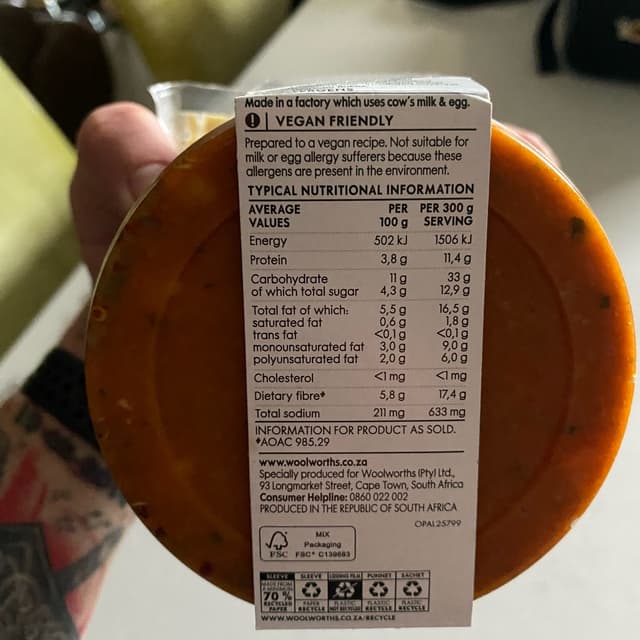 Made in a factory which uses cow's milk & egg.
VEGAN FRIENDLY
Prepared to a vegan recipe. Not suitable for
milk or egg allergy sufferers because these
allergens are present in the environment.
TYPICAL NUTRITIONAL INFORMATION
AVERAGE VALUES PER 100 g PER 300 g SERVING
Energy 502 kJ 1506 kJ
Protein 3,8 g 11,4 g
Carbohydrate 11 g 33 g
of which total sugar 4,3 g 12,9 g
Total fat of which: 5,5 g 16,5 g
saturated fat 0,6 g 1,8 g
trans fat <0,1 g <0,1 g
monounsaturated fat 3,0 g 9,0 g
polyunsaturated fat 2,0 g 6,0 g
Cholesterol <1 mg <1 mg
Dietary fibre♦ 5,8 g 17,4 g
Total sodium 211 mg 633 mg
INFORMATION FOR PRODUCT AS SOLD.
♦AOAC 985.29
www.woolworths.co.za
Specially produced for Woolworths (Pty) Ltd.,
93 Longmarket Street, Cape Town, South Africa
Consumer Helpline: 0860 022 002
PRODUCED IN THE REPUBLIC OF SOUTH AFRICA
OPAL25799
FSC
MIX
Packaging
FSC® C139693
SLEEVE SLEEVE LIDDING FILM PUNNET SACHET
MADE FROM
A MINIMUM
70 %
RECYCLED
PAPER
PAPER RECYCLE
PLASTIC NOT RECYCLED
PLASTIC RECYCLE
PLASTIC RECYCLE
WWW.WOOLWORTHS.CO.ZA/RECYCLE